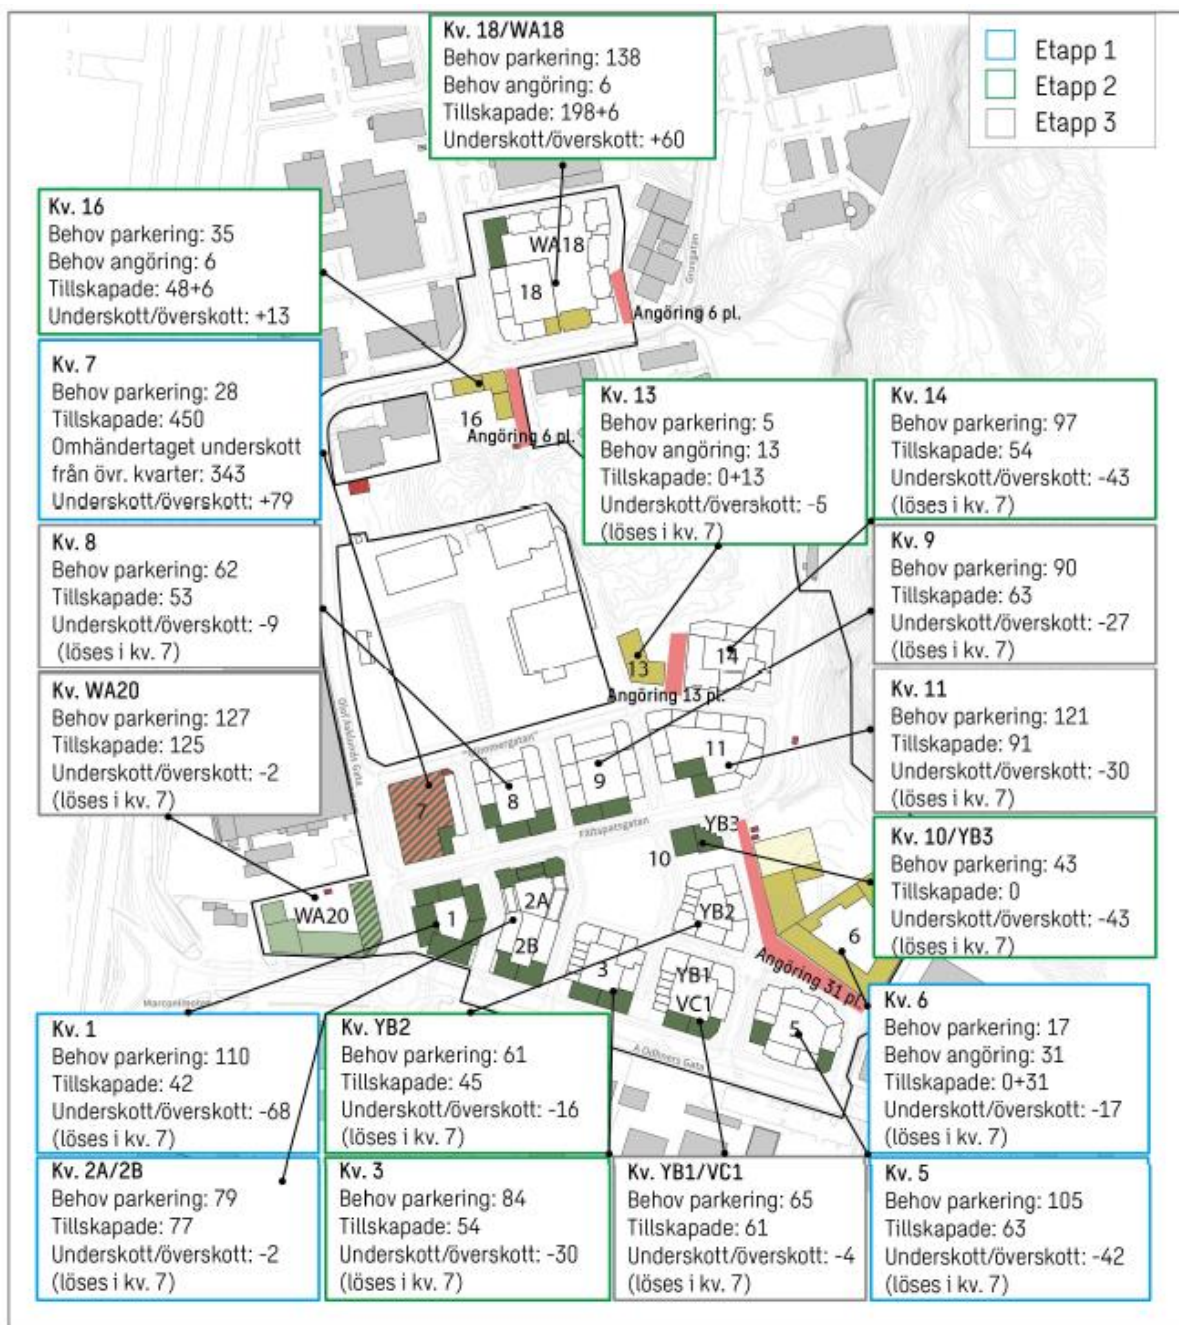 Kv. 18/WA18
Behov parkering: 138
Behov angöring: 6
Tillskapade: 198+6
Underskott/överskott: +60
Etapp 1
Etapp 2
Etapp 3
Kv. 16
Behov parkering: 35
Behov angöring: 6
Tillskapade: 48+6
Underskott/överskott: +13
Kv. 7
Behov parkering: 28
Tillskapade: 450
Omhändertaget underskott
från övr. kvarter: 343
Underskott/överskott: +79
Kv. 13
Behov parkering: 5
Behov angöring: 13
Tillskapade: 0+13
Underskott/överskott: -5
(löses i kv. 7)
Kv. 14
Behov parkering: 97
Tillskapade: 54
Underskott/överskott: -43
(löses i kv. 7)
Kv. 8
Behov parkering: 62
Tillskapade: 53
Underskott/överskott: -9
(löses i kv. 7)
Kv. 9
Behov parkering: 90
Tillskapade: 63
Underskott/överskott: -27
(löses i kv. 7)
Kv. WA20
Behov parkering: 127
Tillskapade: 125
Underskott/överskott: -2
(löses i kv. 7)
Kv. 11
Behov parkering: 121
Tillskapade: 91
Underskott/överskott: -30
(löses i kv. 7)
Kv. 10/YB3
Behov parkering: 43
Tillskapade: 0
Underskott/överskott: -43
(löses i kv. 7)
WA18
18
Grusgatan
Angöring 6 pl.
16
Angöring 6 pl.
13
14
Angöring 13 pl.
11
9
8
7
Fältspatsgatan
YB3
10
YB2
WA20
1
2A
2B
3
YB1
VC1
6
Angöring 31 pl.
5
A Odhners Gata
Kv. 1
Behov parkering: 110
Tillskapade: 42
Underskott/överskott: -68
(löses i kv. 7)
Kv. YB2
Behov parkering: 61
Tillskapade: 45
Underskott/överskott: -16
(löses i kv. 7)
Kv. 6
Behov parkering: 17
Behov angöring: 31
Tillskapade: 0+31
Underskott/överskott: -17
(löses i kv. 7)
Kv. 2A/2B
Behov parkering: 79
Tillskapade: 77
Underskott/överskott: -2
(löses i kv. 7)
Kv. 3
Behov parkering: 84
Tillskapade: 54
Underskott/överskott: -30
(löses i kv. 7)
Kv. YB1/VC1
Behov parkering: 65
Tillskapade: 61
Underskott/överskott: -4
(löses i kv. 7)
Kv. 5
Behov parkering: 105
Tillskapade: 63
Underskott/överskott: -42
(löses i kv. 7)